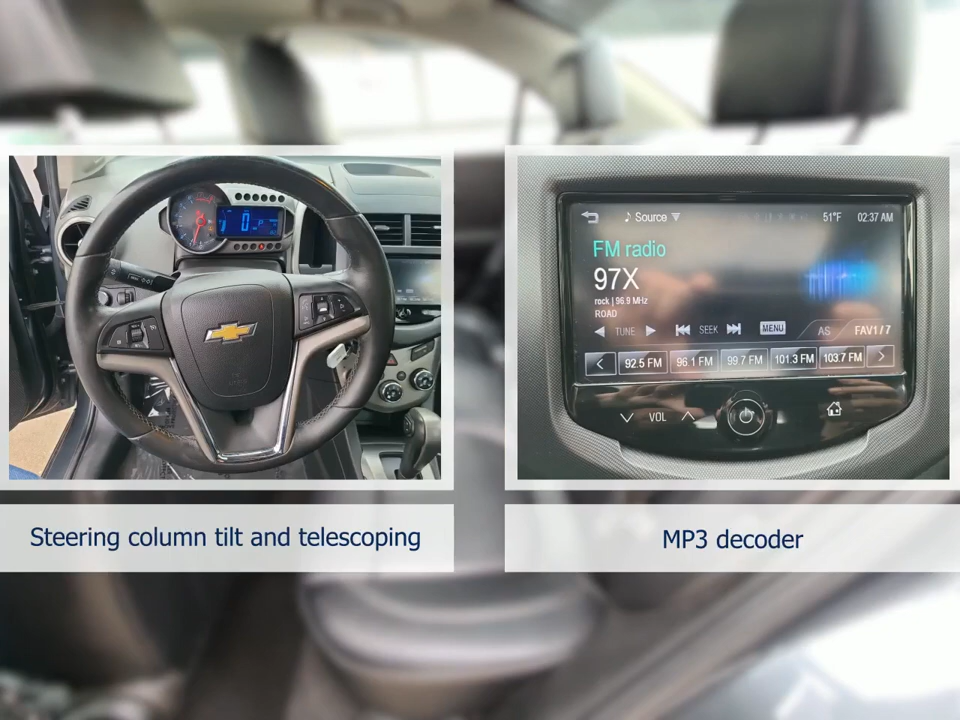 Source
51°F
02:37 AM
FM radio
97X
rock | 96.9 MHz
ROAD
TUNE
SEEK
MENU
AS
FAV1/7
92.5 FM
96.1 FM
99.7 FM
101.3 FM
103.7 FM
VOL
0
Steering column tilt and telescoping
MP3 decoder